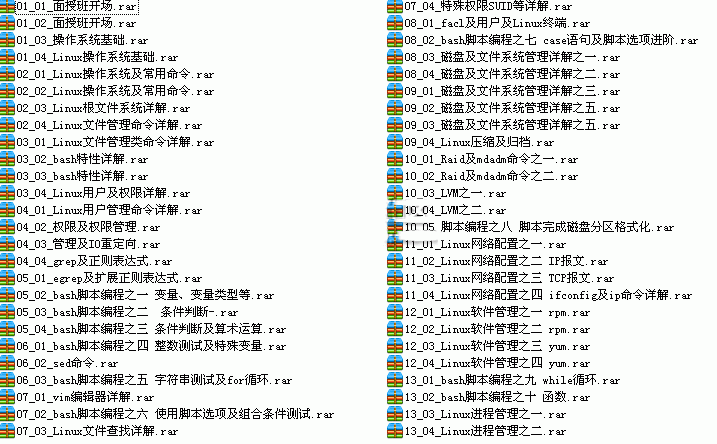 01_01_面授班开场.rar
01_02_面授班开场.rar
01_03_操作系统基础.rar
01_04_Linux操作系统基础.rar
02_01_Linux操作系统及常用命令.rar
02_02_Linux操作系统及常用命令.rar
02_03_Linux根文件系统详解.rar
02_04_Linux文件管理命令详解.rar
03_01_Linux文件管理类命令详解.rar
03_02_bash特性详解.rar
03_03_bash特性详解.rar
03_04_Linux用户及权限详解.rar
04_01_Linux用户管理命令详解.rar
04_02_权限及权限管理.rar
04_03_管理及IO重定向.rar
04_04_grep及正则表达式.rar
05_01_egrep及扩展正则表达式.rar
05_02_bash脚本编程之一 变量、变量类型等.rar
05_03_bash脚本编程之二  条件判断-.rar
05_04_bash脚本编程之三 条件判断及算术运算.rar
06_01_bash脚本编程之四 整数测试及特殊变量.rar
06_02_sed命令.rar
06_03_bash脚本编程之五 字符串测试及for循环.rar
07_01_vim编辑器详解.rar
07_02_bash脚本编程之六 使用脚本选项及组合条件测试.rar
07_03_Linux文件查找详解.rar
07_04_特殊权限SUID等详解.rar
08_01_facl及用户及Linux终端.rar
08_02_bash脚本编程之七 case语句及脚本选项进阶.rar
08_03_磁盘及文件系统管理详解之一.rar
08_04_磁盘及文件系统管理详解之二.rar
09_01_磁盘及文件系统管理详解之三.rar
09_02_磁盘及文件系统管理详解之五.rar
09_03_磁盘及文件系统管理详解之五.rar
09_04_Linux压缩及归档.rar
10_01_Raid及mdadm命令之一.rar
10_02_Raid及mdadm命令之二.rar
10_03_LVM之一.rar
10_04_LVM之二.rar
10_05_脚本编程之八 脚本完成磁盘分区格式化.rar
11_01_Linux网络配置之一.rar
11_02_Linux网络配置之二 IP报文.rar
11_03_Linux网络配置之三 TCP报文.rar
11_04_Linux网络配置之四 ifconfig及ip命令详解.rar
12_01_Linux软件管理之一 rpm.rar
12_02_Linux软件管理之二 rpm.rar
12_03_Linux软件管理之三 yum.rar
12_04_Linux软件管理之四 yum.rar
13_01_bash脚本编程之九 while循环.rar
13_02_bash脚本编程之十 函数.rar
13_03_Linux进程管理之一.rar
13_04_Linux进程管理之二.rar